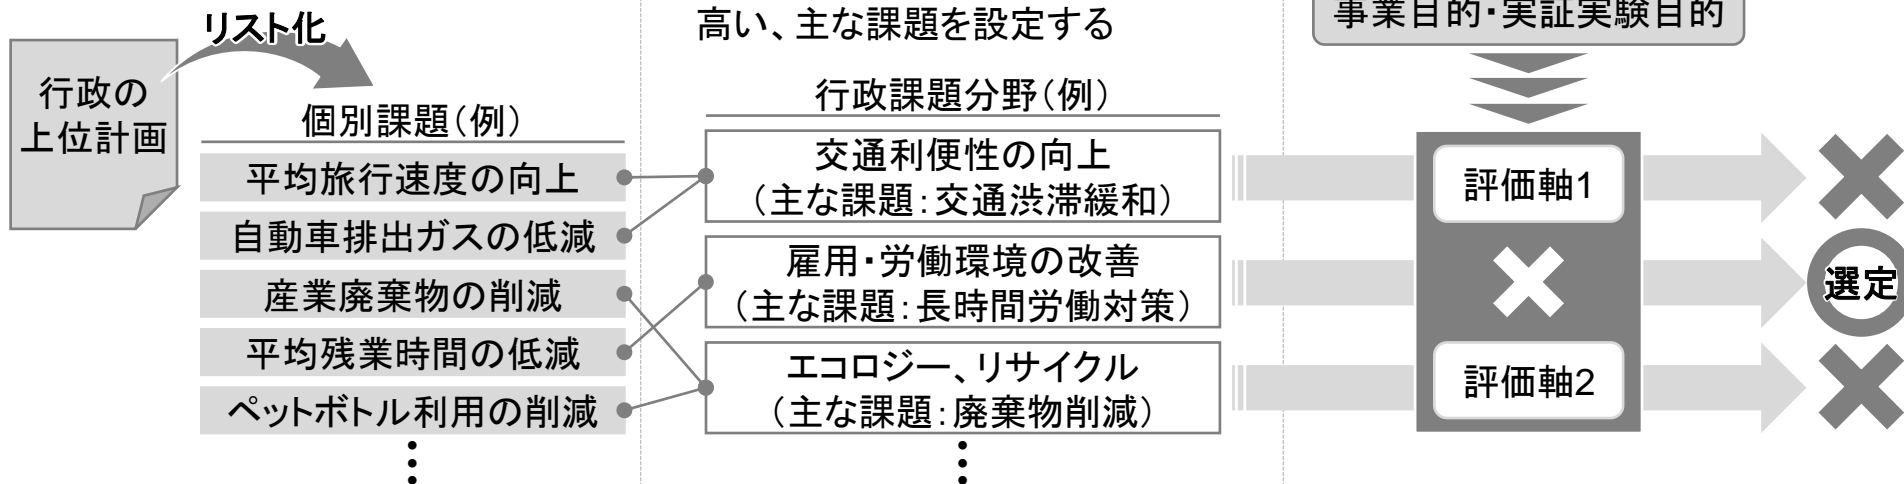 リスト化
行政の
上位計画
個別課題（例）
平均旅行速度の向上
自動車排出ガスの低減
産業廃棄物の削減
平均残業時間の低減
ペットボトル利用の削減
高い、主な課題を設定する
行政課題分野（例）
交通利便性の向上
（主な課題：交通渋滞緩和）
雇用・労働環境の改善
（主な課題：長時間労働対策）
エコロジー、リサイクル
（主な課題：廃棄物削減）
事業目的・実証実験目的
評価軸1
評価軸2
選定